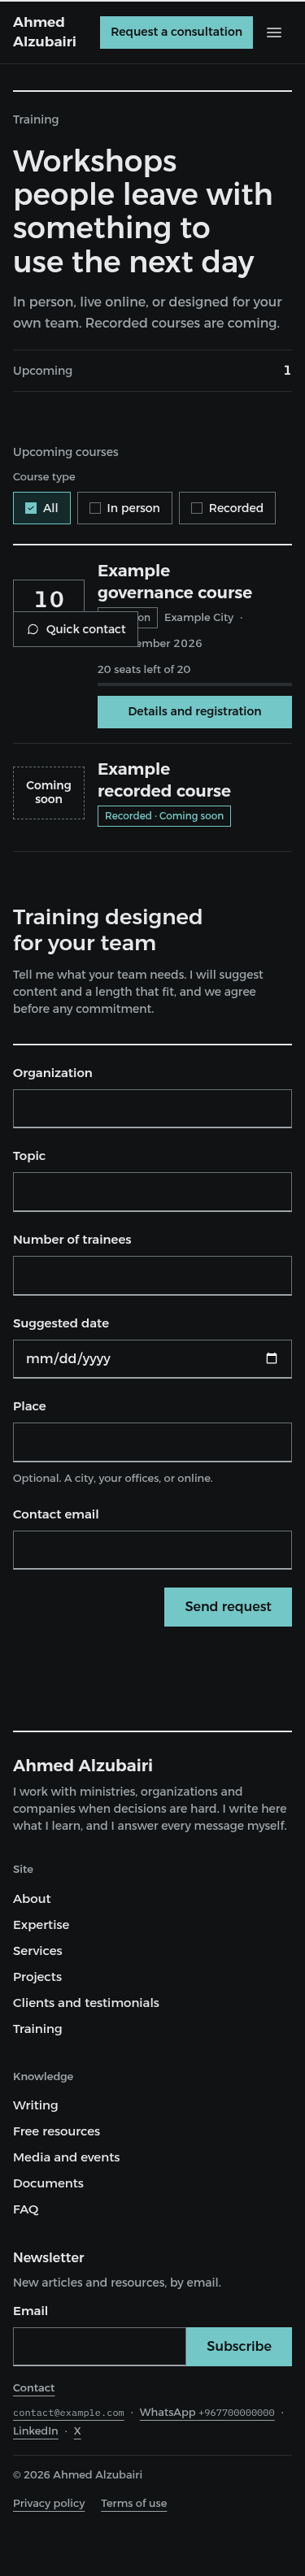 Ahmed
Alzubairi
Request a consultation
Training
Workshops
people leave with
something to
use the next day
In person, live online, or designed for your
own team. Recorded courses are coming.
Upcoming 1
Upcoming courses
Course type
All In person Recorded
10
Example
governance course
Example City ·
2026
Quick contact
20 seats left of 20
Details and registration
Coming
soon
Example
recorded course
Recorded · Coming soon
Training designed
for your team
Tell me what your team needs. I will suggest
content and a length that fit, and we agree
before any commitment.
Organization
Topic
Number of trainees
Suggested date
mm/dd/yyyy
Place
Optional. A city, your offices, or online.
Contact email
Send request
Ahmed Alzubairi
I work with ministries, organizations and
companies when decisions are hard. I write here
what I learn, and I answer every message myself.
Site
About
Expertise
Services
Projects
Clients and testimonials
Training
Knowledge
Writing
Free resources
Media and events
Documents
FAQ
Newsletter
New articles and resources, by email.
Email
Subscribe
Contact
contact@example.com · WhatsApp +967700000000 ·
LinkedIn · X
© 2026 Ahmed Alzubairi
Privacy policy Terms of use